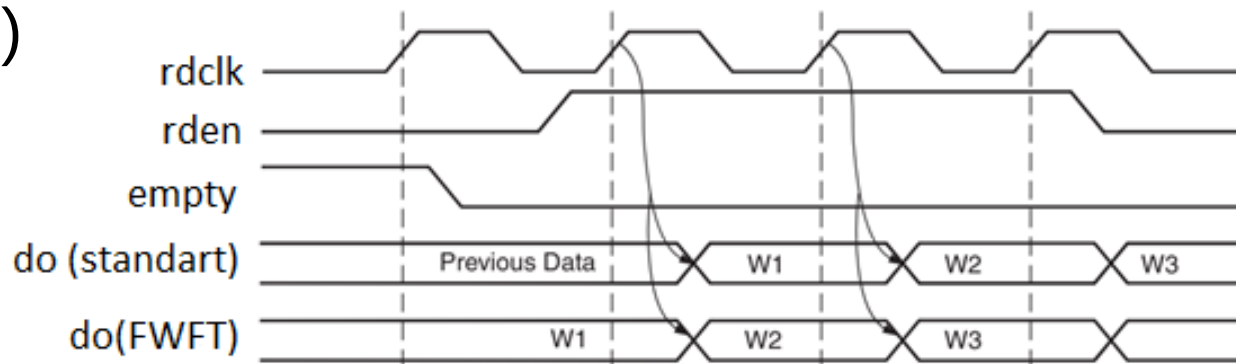 )
rdclk
rden
empty
do (standart) Previous Data W1 W2 W3
do(FWFT) W1 W2 W3